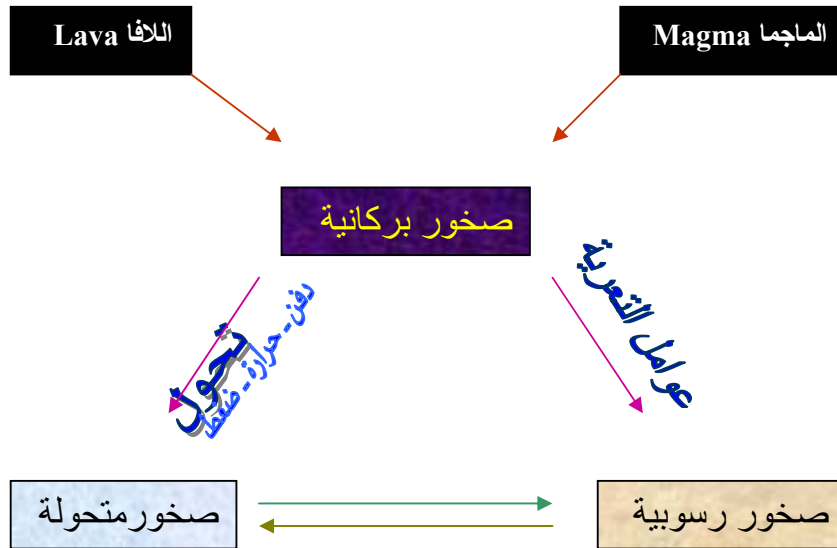 الماجما Magma
اللافا Lava
صخور بركانية
عوامل التعرية
تحول
دفن - حرارة - ضغط
صخور رسوبية
صخورمتحولة